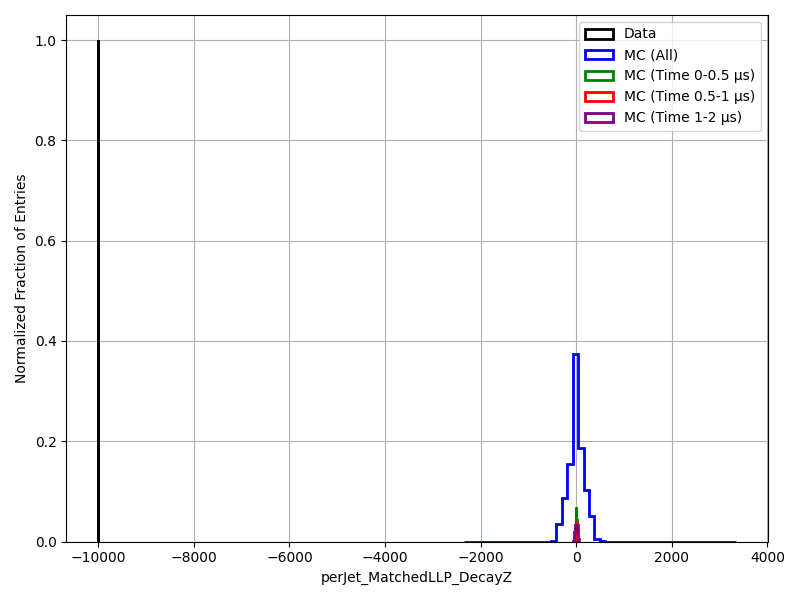 Normalized Fraction of Entries
1.0
0.8
0.6
0.4
0.2
0.0
Data
MC (All)
MC (Time 0-0.5 µs)
MC (Time 0.5-1 µs)
MC (Time 1-2 µs)
−10000 −8000 −6000 −4000 −2000 0 2000 4000
perJet_MatchedLLP_DecayZ